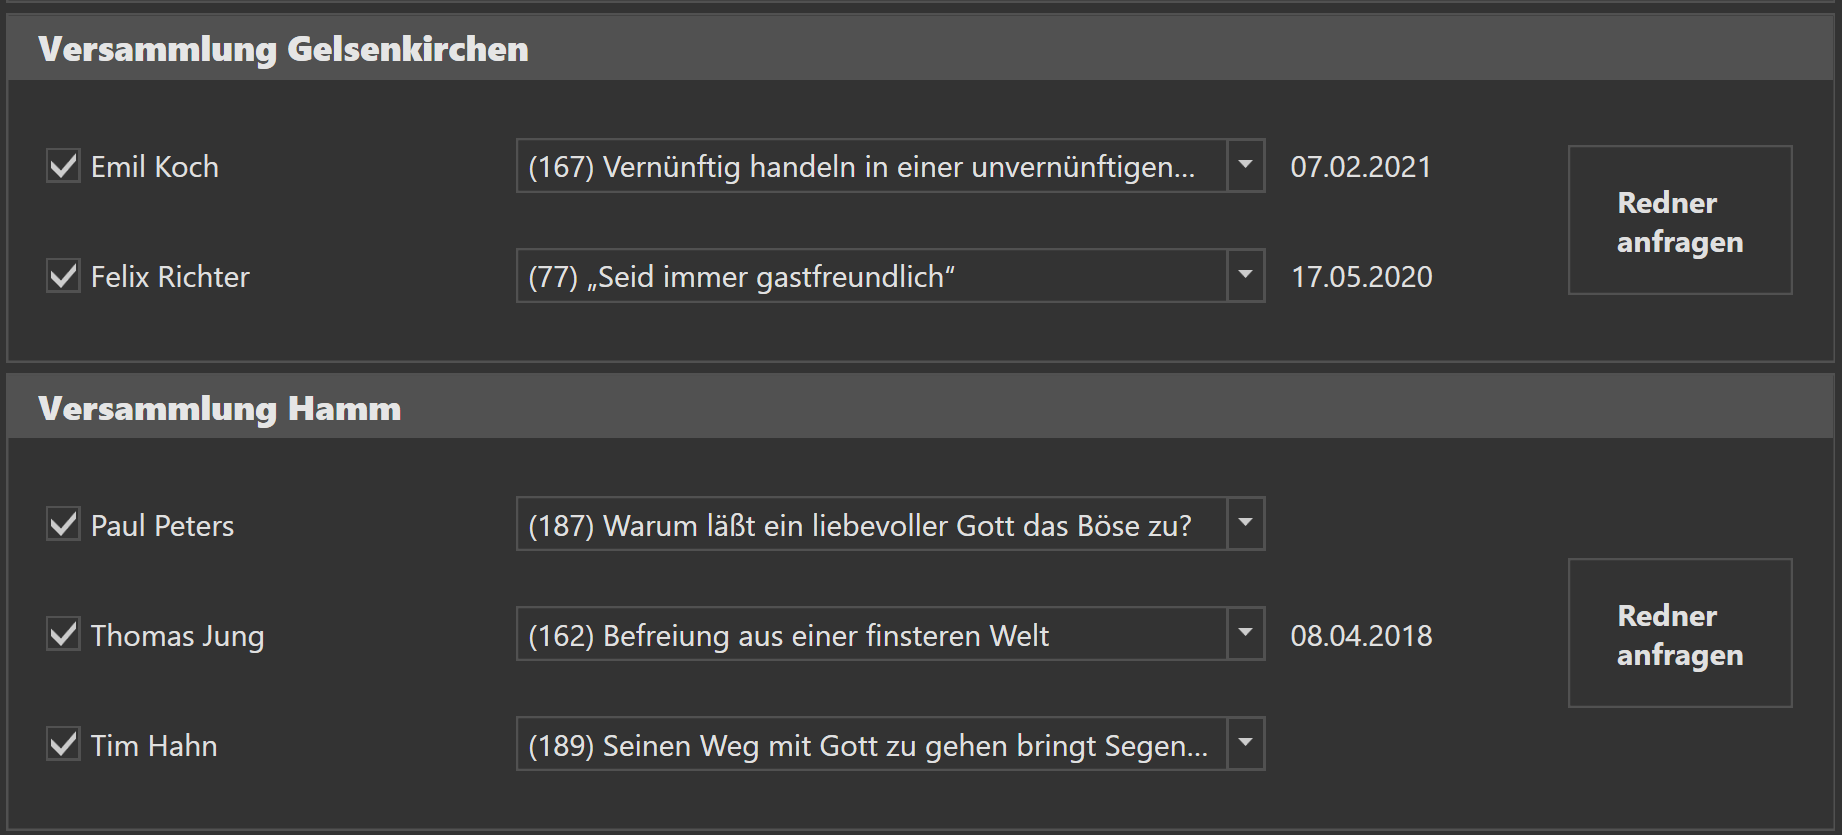 Versammlung Gelsenkirchen
Emil Koch (167) Vernünftig handeln in einer unvernünftigen... 07.02.2021
Felix Richter (77) „Seid immer gastfreundlich“ 17.05.2020
Redner
anfragen
Versammlung Hamm
Paul Peters (187) Warum läßt ein liebevoller Gott das Böse zu?
Thomas Jung (162) Befreiung aus einer finsteren Welt 08.04.2018
Tim Hahn (189) Seinen Weg mit Gott zu gehen bringt Segen...
Redner
anfragen